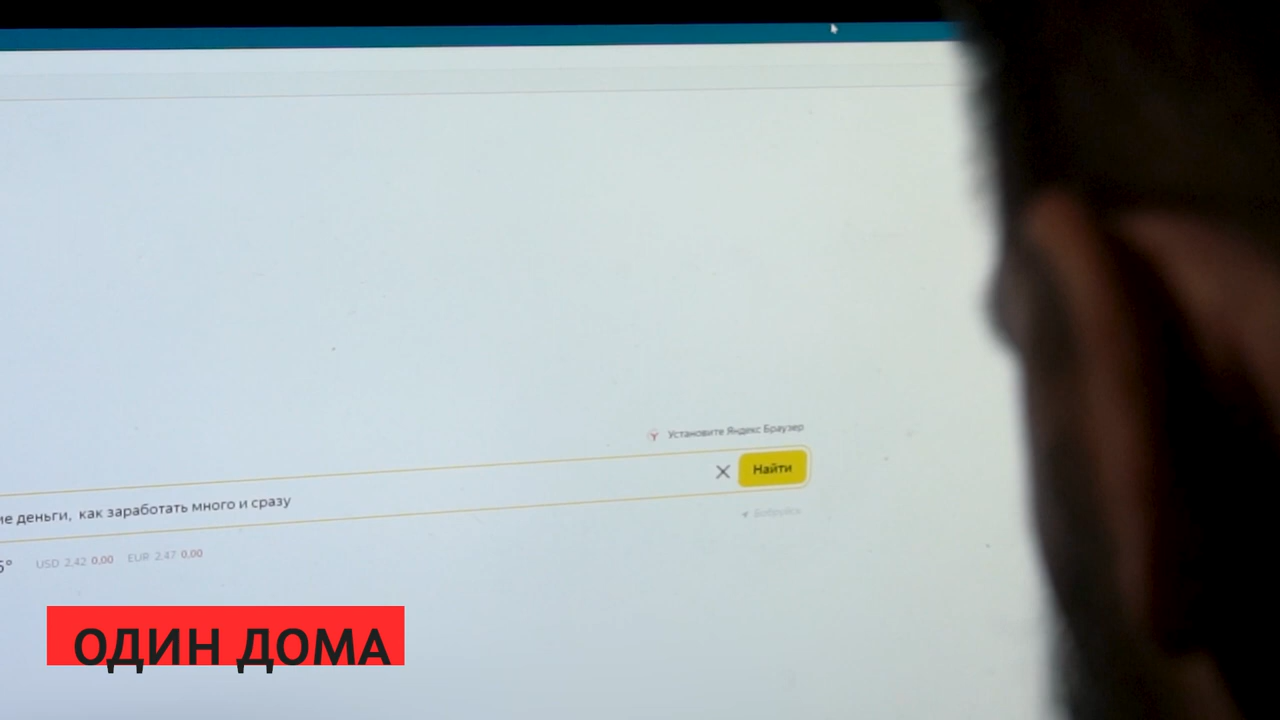 Установите Яндекс Браузер
Найти
деньги, как заработать много и сразу
Бобруйск
USD 2,42 0,00 EUR 2,47 0,00
ОДИН ДОМА